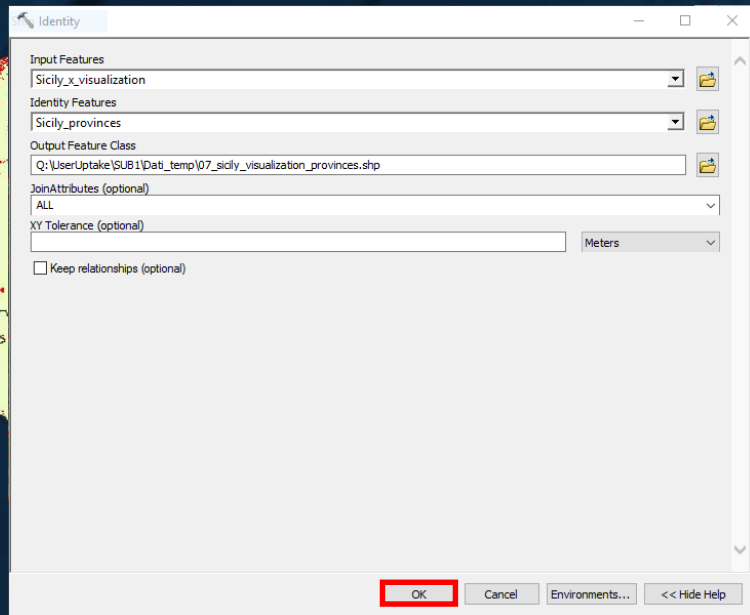 Identity
Input Features
Sicily_x_visualization
Identity Features
Sicily_provinces
Output Feature Class
Q:\UserUptake\SUB1\Dati_temp\07_sicily_visualization_provinces.shp
JoinAttributes (optional)
ALL
XY Tolerance (optional)
Meters
Keep relationships (optional)
OK Cancel Environments... << Hide Help